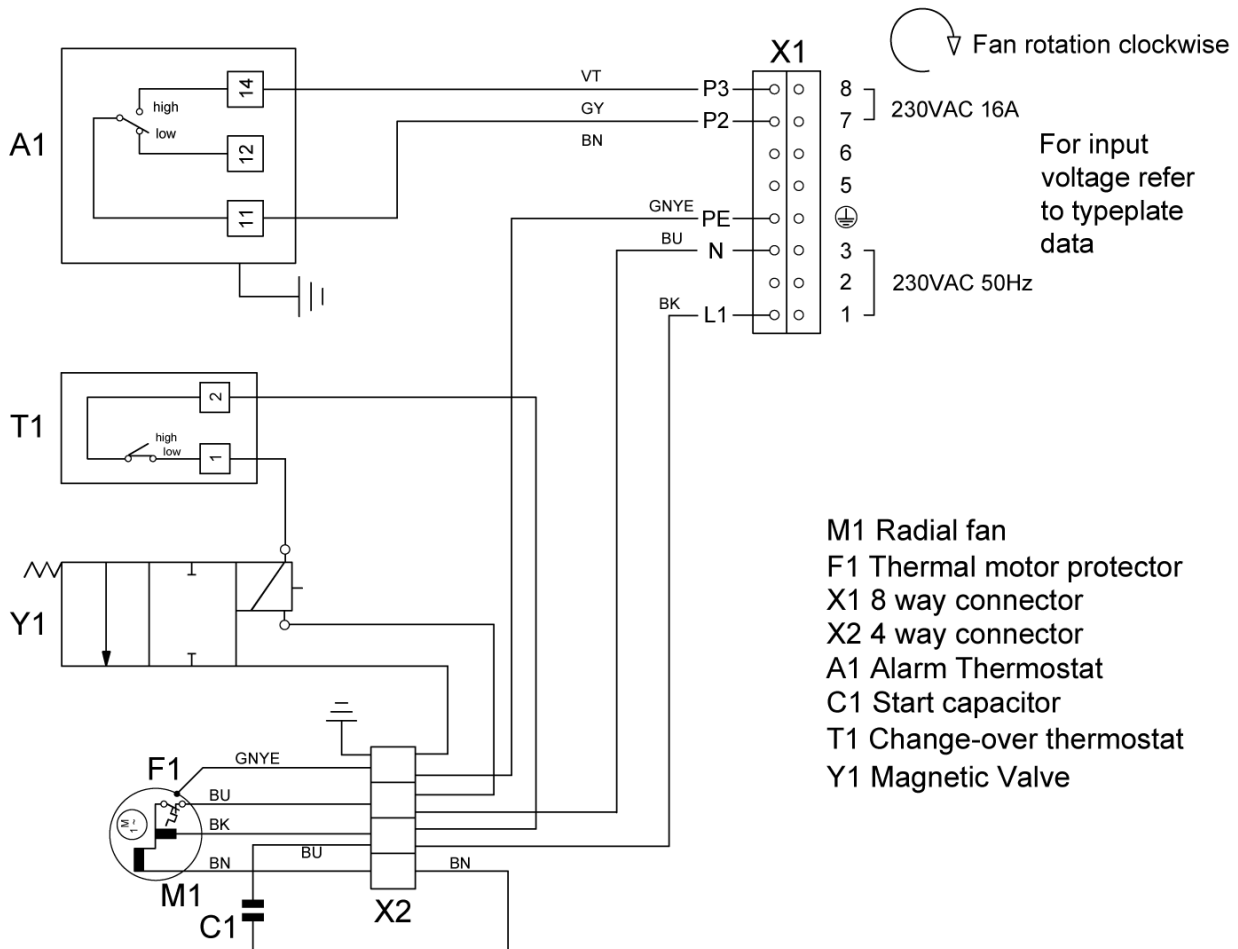 X1
Fan rotation clockwise
A1
14
high
low
12
11
VT
GY
BN
P3
P2
GNYE
PE
BU
N
BK
L1
8
7
6
5
3
2
1
230VAC 16A
230VAC 50Hz
For input
voltage refer
to typeplate
data
T1
2
high
low
1
Y1
M1 Radial fan
F1 Thermal motor protector
X1 8 way connector
X2 4 way connector
A1 Alarm Thermostat
C1 Start capacitor
T1 Change-over thermostat
Y1 Magnetic Valve
F1
GNYE
BU
M
1~
BK
BU
BN
BN
M1
C1
X2